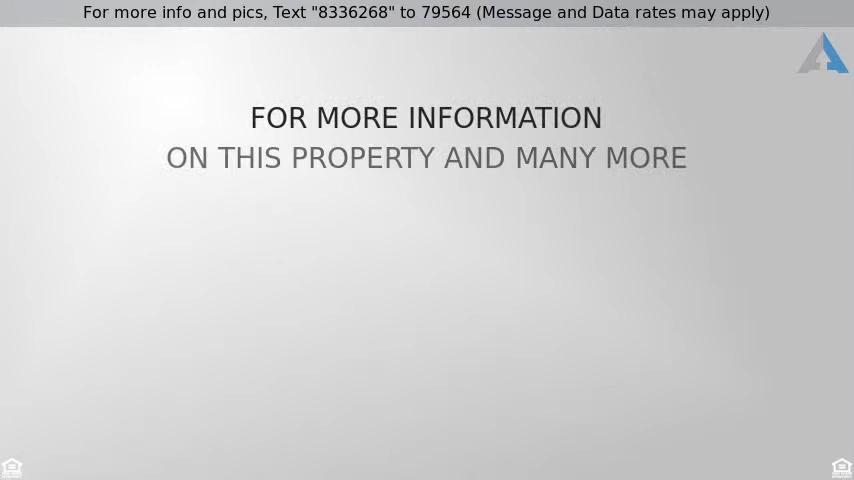 For more info and pics, Text "8336268" to 79564 (Message and Data rates may apply)
FOR MORE INFORMATION
ON THIS PROPERTY AND MANY MORE